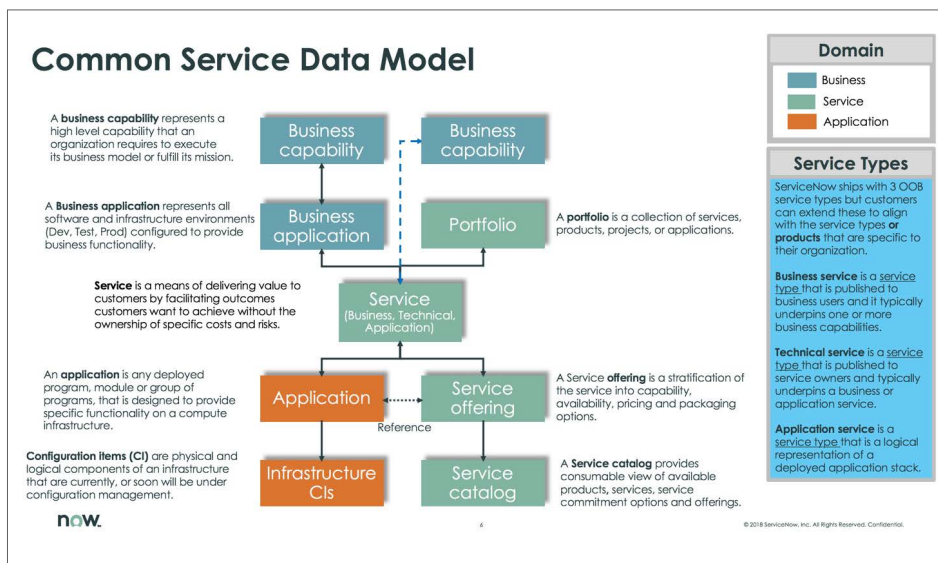 Common Service Data Model
A business capability represents a
high level capability that an
organization requires to execute
its business model or fulfill its mission.
Business
capability
Business
capability
A Business application represents all
software and infrastructure environments
(Dev, Test, Prod) configured to provide
business functionality.
Business
application
Portfolio
A portfolio is a collection of services,
products, projects, or applications.
Service is a means of delivering value to
customers by facilitating outcomes
customers want to achieve without the
ownership of specific costs and risks.
Service
(Business, Technical,
Application)
An application is any deployed
program, module or group of
programs, that is designed to provide
specific functionality on a compute
infrastructure.
Application
Reference
Service
offering
A Service offering is a stratification of
the service into capability,
availability, pricing and packaging
options.
Configuration items (CI) are physical and
logical components of an infrastructure
that are currently, or soon will be under
configuration management.
Infrastructure
CIs
Service
catalog
A Service catalog provides
consumable view of available
products, services, service
commitment options and offerings.
Domain
Business
Service
Application
Service Types
ServiceNow ships with 3 OOB
service types but customers
can extend these to align
with the service types or
products that are specific to
their organization.
Business service is a service
type that is published to
business users and it typically
underpins one or more
business capabilities.
Technical service is a service
type that is published to
service owners and typically
underpins a business or
application service.
Application service is a
service type that is a logical
representation of a
deployed application stack.
now.
6
© 2018 ServiceNow, Inc. All Rights Reserved. Confidential.